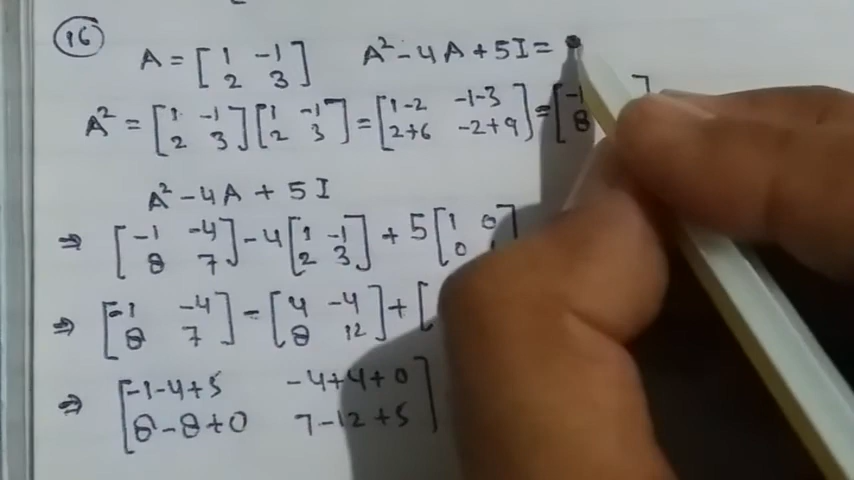 16 A = [1 -1 2 3] A² - 4A + 5I =
A² = [1 -1 2 3] [1 -1 2 3] = [1-2 -1-3 2+6 -2+9] = [-1 8
A² - 4A + 5I
⇒ [-1 -4 8 7] - 4 [1 -1 2 3] + 5 [1 0 0
⇒ [-1 -4 8 7] - [4 -4 8 12] + [
⇒ [-1-4+5 -4+4+0 8-8+0 7-12+5]